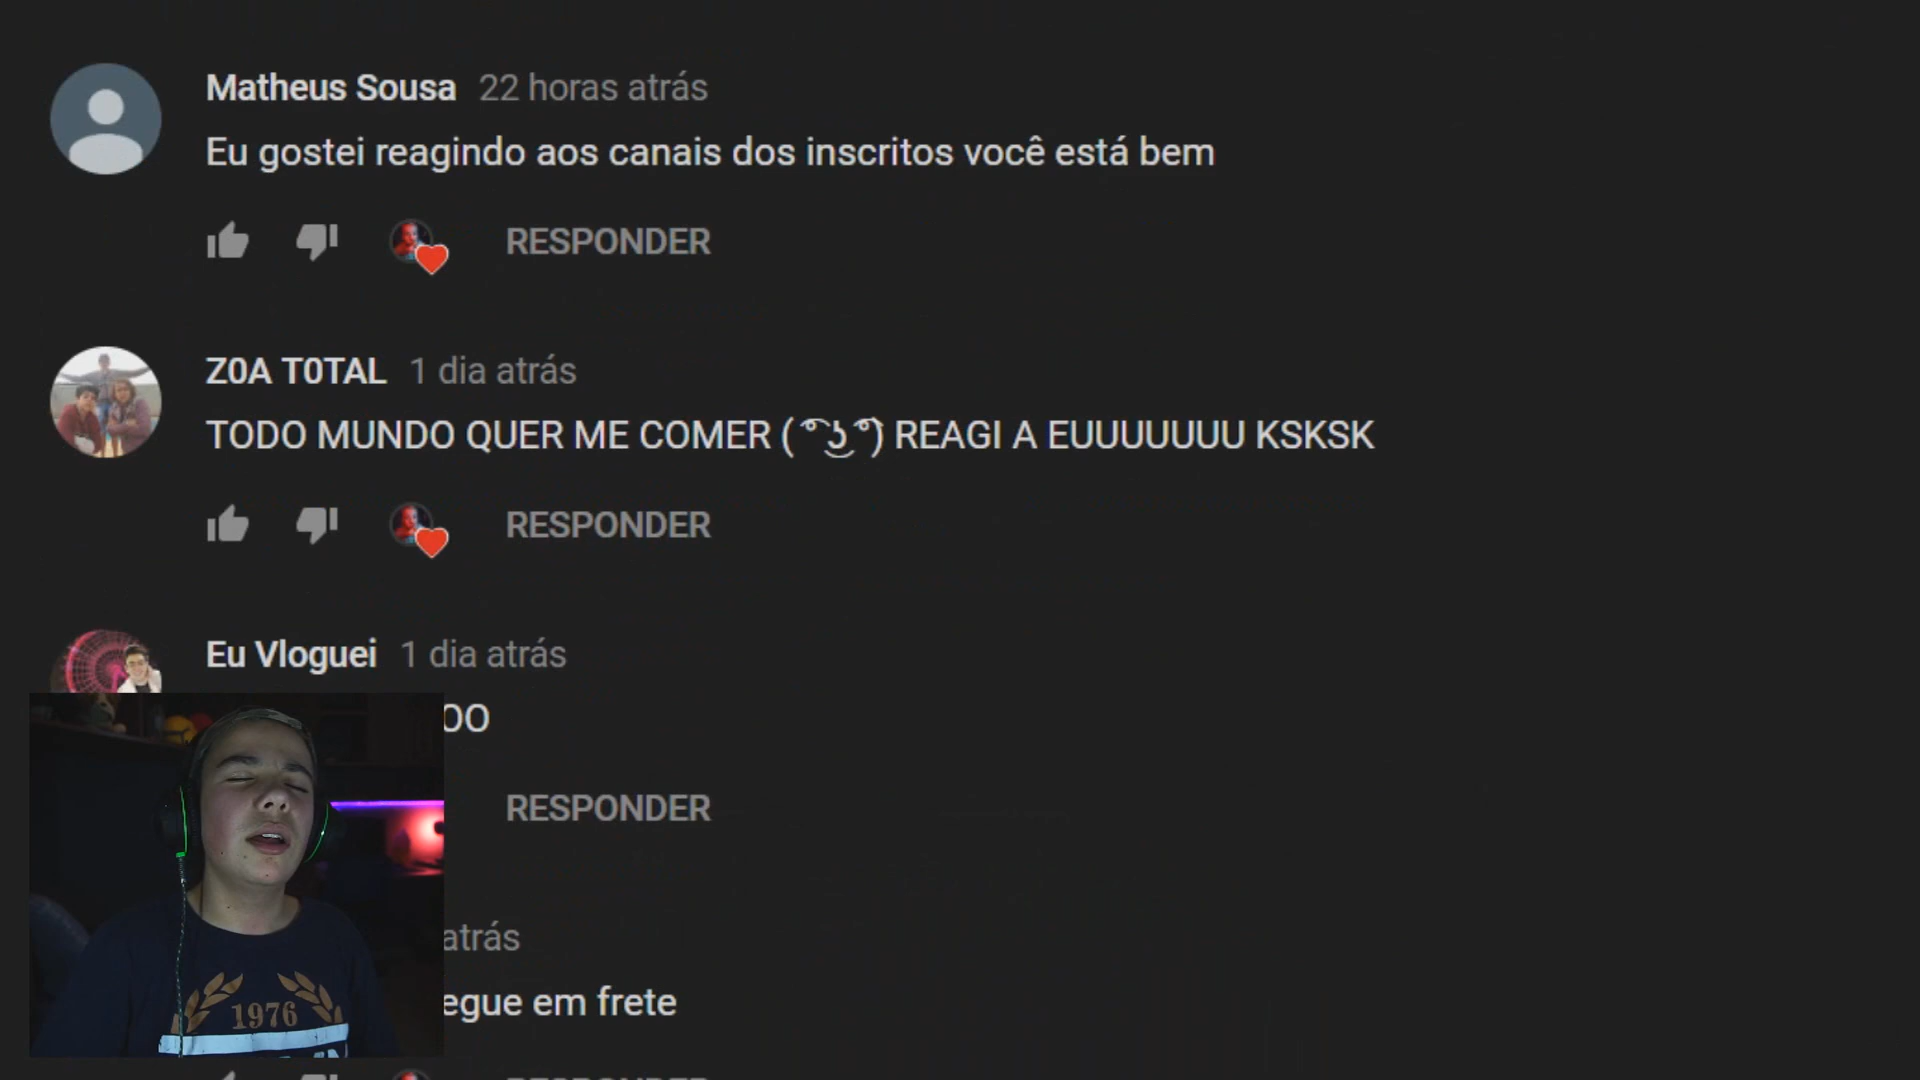 Matheus Sousa 22 horas atrás
Eu gostei reagindo aos canais dos inscritos você está bem
RESPONDER
Z0A T0TAL 1 dia atrás
TODO MUNDO QUER ME COMER ( ͡° ͜ʖ ͡°) REAGI A EUUUUUUU KSKSK
RESPONDER
Eu Vloguei 1 dia atrás
OO
RESPONDER
atrás
egue em frete
1976